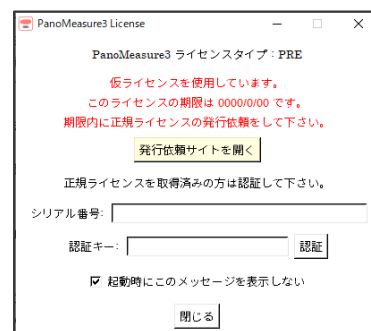 PanoMeasure3 License
PanoMeasure3 ライセンスタイプ：PRE
仮ライセンスを使用しています。
このライセンスの期限は 0000/0/00 です。
期限内に正規ライセンスの発行依頼をして下さい。
発行依頼サイトを開く
正規ライセンスを取得済みの方は認証して下さい。
シリアル番号:
認証キー: 認証
起動時にこのメッセージを表示しない
閉じる